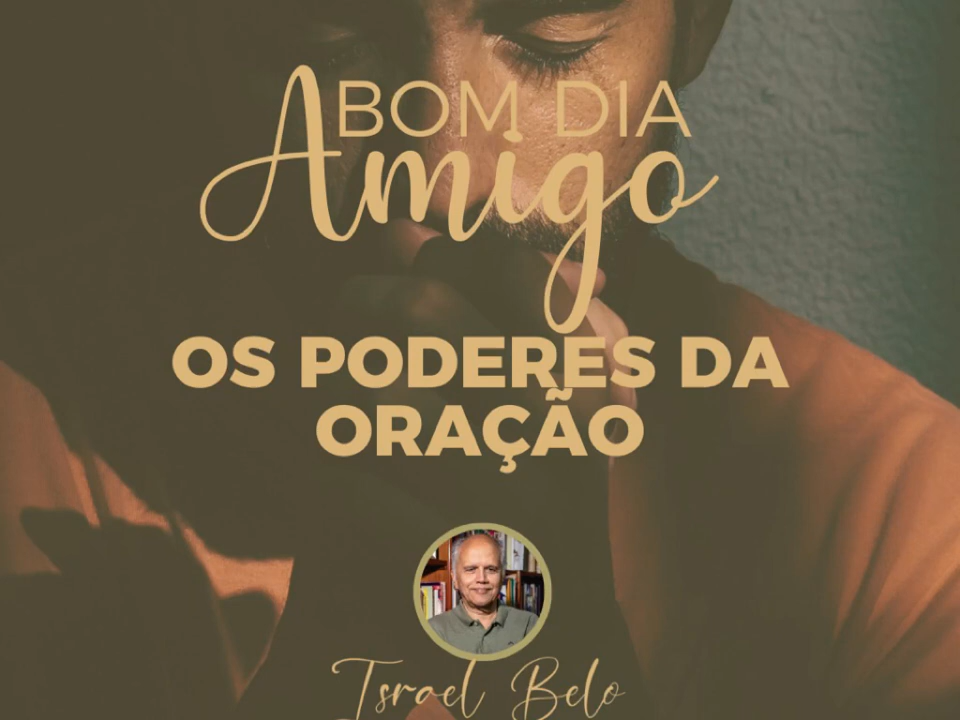 BOM DIA
Amigo
OS PODERES DA
ORAÇÃO
Israel Belo